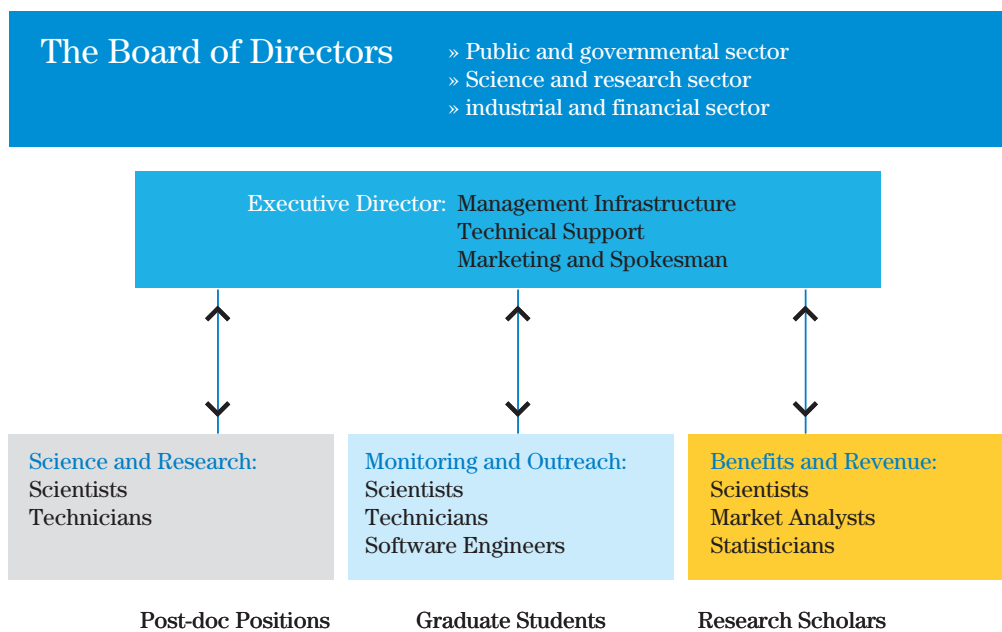 The Board of Directors
» Public and governmental sector
» Science and research sector
» industrial and financial sector
Executive Director: Management Infrastructure
Technical Support
Marketing and Spokesman
Science and Research:
Scientists
Technicians
Monitoring and Outreach:
Scientists
Technicians
Software Engineers
Benefits and Revenue:
Scientists
Market Analysts
Statisticians
Post-doc Positions
Graduate Students
Research Scholars